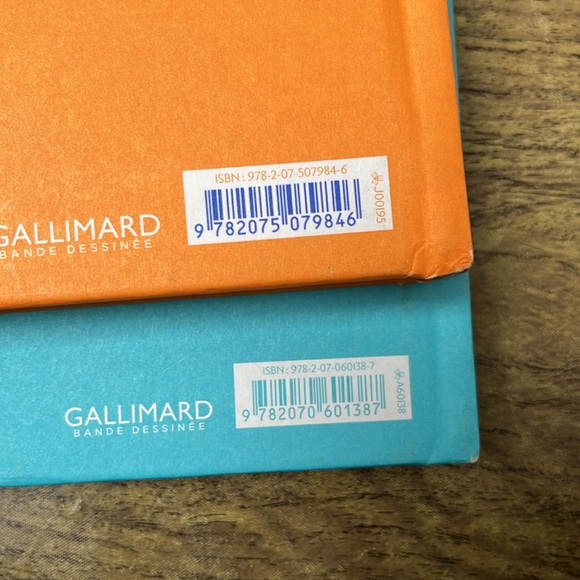 ISBN : 978-2-07-507984-6
9 782075 079846
J00195
GALLIMARD
BANDE DESSINÉE
ISBN : 978-2-07-060138-7
9 782070 601387
A60138
GALLIMARD
BANDE DESSINÉE